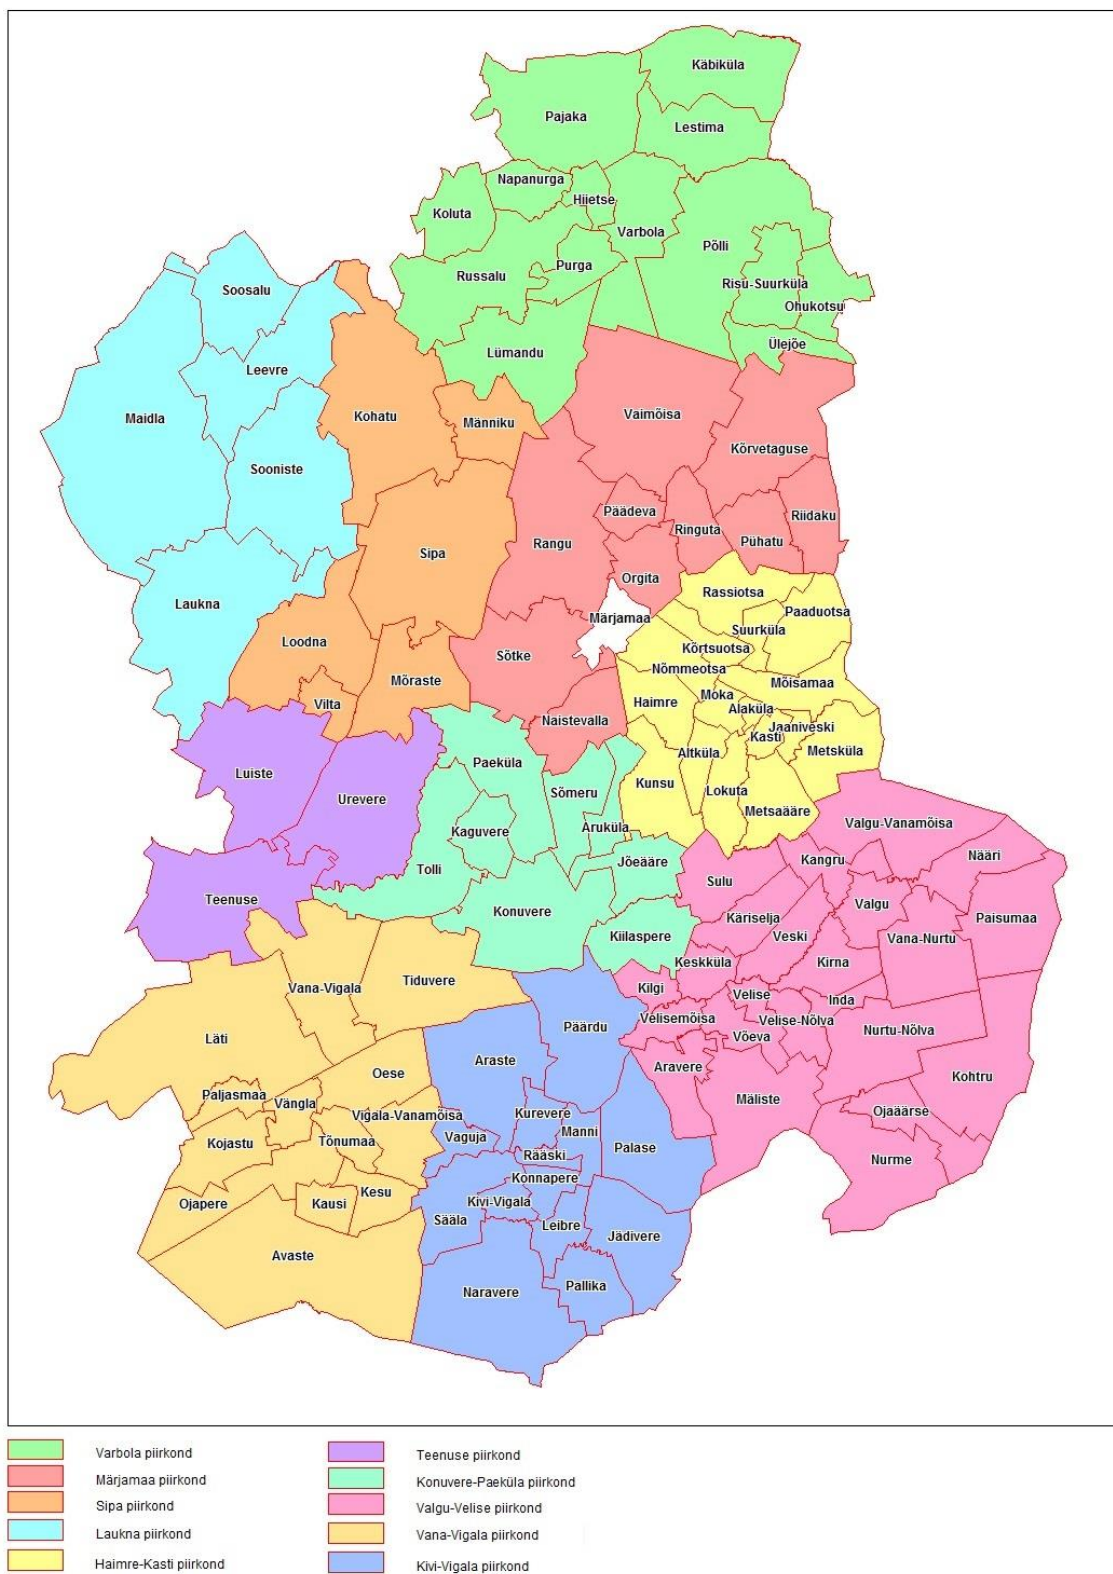 Käbiküla
Pajaka
Lestima
Napanurga
Hiietse
Koluta
Varbola
Põlli
Purga
Russalu
Risu-Suurküla
Soosalu
Ohukotsu
Ülejõe
Lümandu
Leevre
Maidla
Kohatu
Vaimõisa
Männiku
Kõrvetaguse
Sooniste
Päädeva
Riidaku
Ringuta
Rangu
Pühatu
Sipa
Orgita
Rassiotsa
Laukna
Paaduotsa
Märjamaa
Suurküla
Loodna
Kõrtsuotsa
Sõtke
Nõmmeotsa
Mõraste
Mõisamaa
Moka
Vilta
Haimre
Alaküla
Naistevalla
Jaaniveski
Kasti
Luiste
Altküla
Metsküla
Paeküla
Kunsu
Sõmeru
Lokuta
Urevere
Metsaääre
Valgu-Vanamõisa
Aruküla
Kaguvere
Nääri
Kangru
Jõeääre
Tolli
Sulu
Teenuse
Valgu
Konuvere
Käriselja
Paisumaa
Veski
Vana-Nurtu
Kiilaspere
Keskküla
Kirna
Tiduvere
Vana-Vigala
Kilgi
Velise
Inda
Velisemõisa
Velise-Nõlva
Päärdu
Nurtu-Nõlva
Võeva
Läti
Araste
Aravere
Oese
Kohtru
Paljasmaa
Mäliste
Vängla
Ojaäärse
Vigala-Vanamõisa
Kurevere
Manni
Vaguja
Tõnumaa
Kojastu
Palase
Rääski
Nurme
Konnapere
Kesu
Kivi-Vigala
Ojapere
Kausi
Sääla
Leibre
Jädivere
Avaste
Pallika
Naravere
Varbola piirkond
Teenuse piirkond
Märjamaa piirkond
Konuvere-Paeküla piirkond
Sipa piirkond
Valgu-Velise piirkond
Laukna piirkond
Vana-Vigala piirkond
Haimre-Kasti piirkond
Kivi-Vigala piirkond